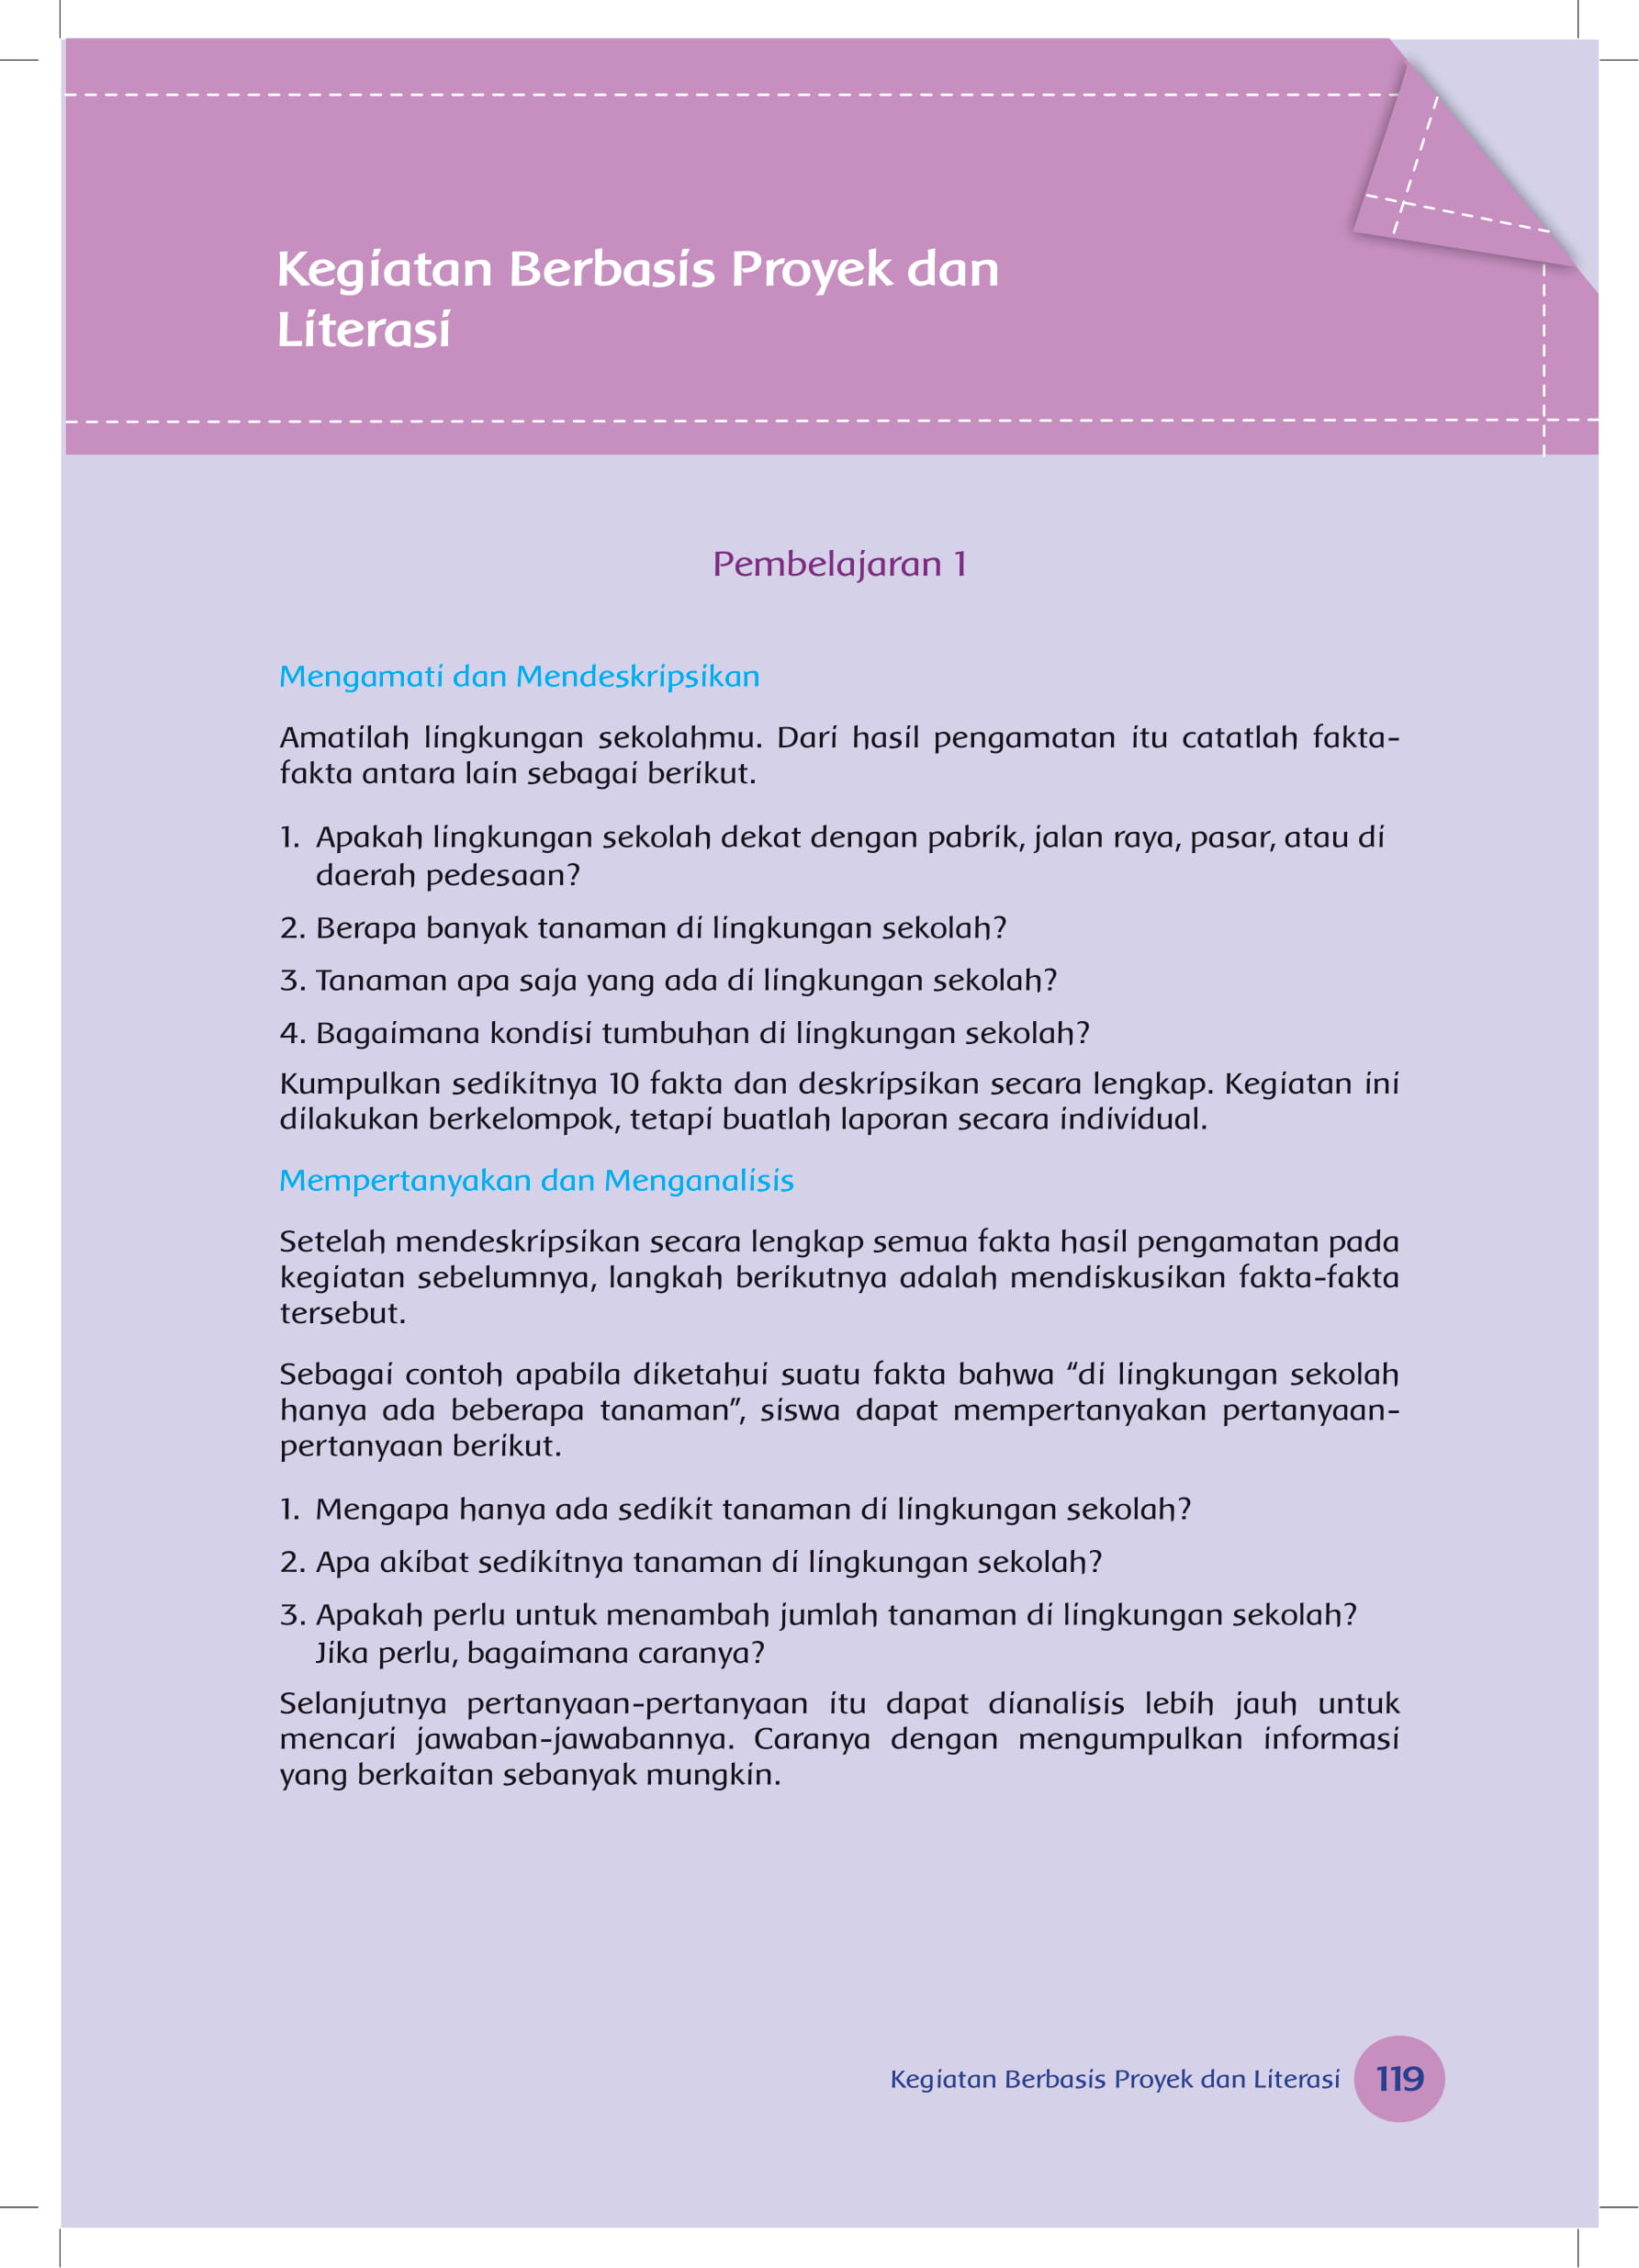 Kegiatan Berbasis Proyek dan
Literasi
Pembelajaran 1
Mengamati dan Mendeskripsikan
Amatilah lingkungan sekolahmu. Dari hasil pengamatan itu catatlah fakta-
fakta antara lain sebagai berikut.
1. Apakah lingkungan sekolah dekat dengan pabrik, jalan raya, pasar, atau di
daerah pedesaan?
2. Berapa banyak tanaman di lingkungan sekolah?
3. Tanaman apa saja yang ada di lingkungan sekolah?
4. Bagaimana kondisi tumbuhan di lingkungan sekolah?
Kumpulkan sedikitnya 10 fakta dan deskripsikan secara lengkap. Kegiatan ini
dilakukan berkelompok, tetapi buatlah laporan secara individual.
Mempertanyakan dan Menganalisis
Setelah mendeskripsikan secara lengkap semua fakta hasil pengamatan pada
kegiatan sebelumnya, langkah berikutnya adalah mendiskusikan fakta-fakta
tersebut.
Sebagai contoh apabila diketahui suatu fakta bahwa “di lingkungan sekolah
hanya ada beberapa tanaman”, siswa dapat mempertanyakan pertanyaan-
pertanyaan berikut.
1. Mengapa hanya ada sedikit tanaman di lingkungan sekolah?
2. Apa akibat sedikitnya tanaman di lingkungan sekolah?
3. Apakah perlu untuk menambah jumlah tanaman di lingkungan sekolah?
Jika perlu, bagaimana caranya?
Selanjutnya pertanyaan-pertanyaan itu dapat dianalisis lebih jauh untuk
mencari jawaban-jawabannya. Caranya dengan mengumpulkan informasi
yang berkaitan sebanyak mungkin.
Kegiatan Berbasis Proyek dan Literasi 119